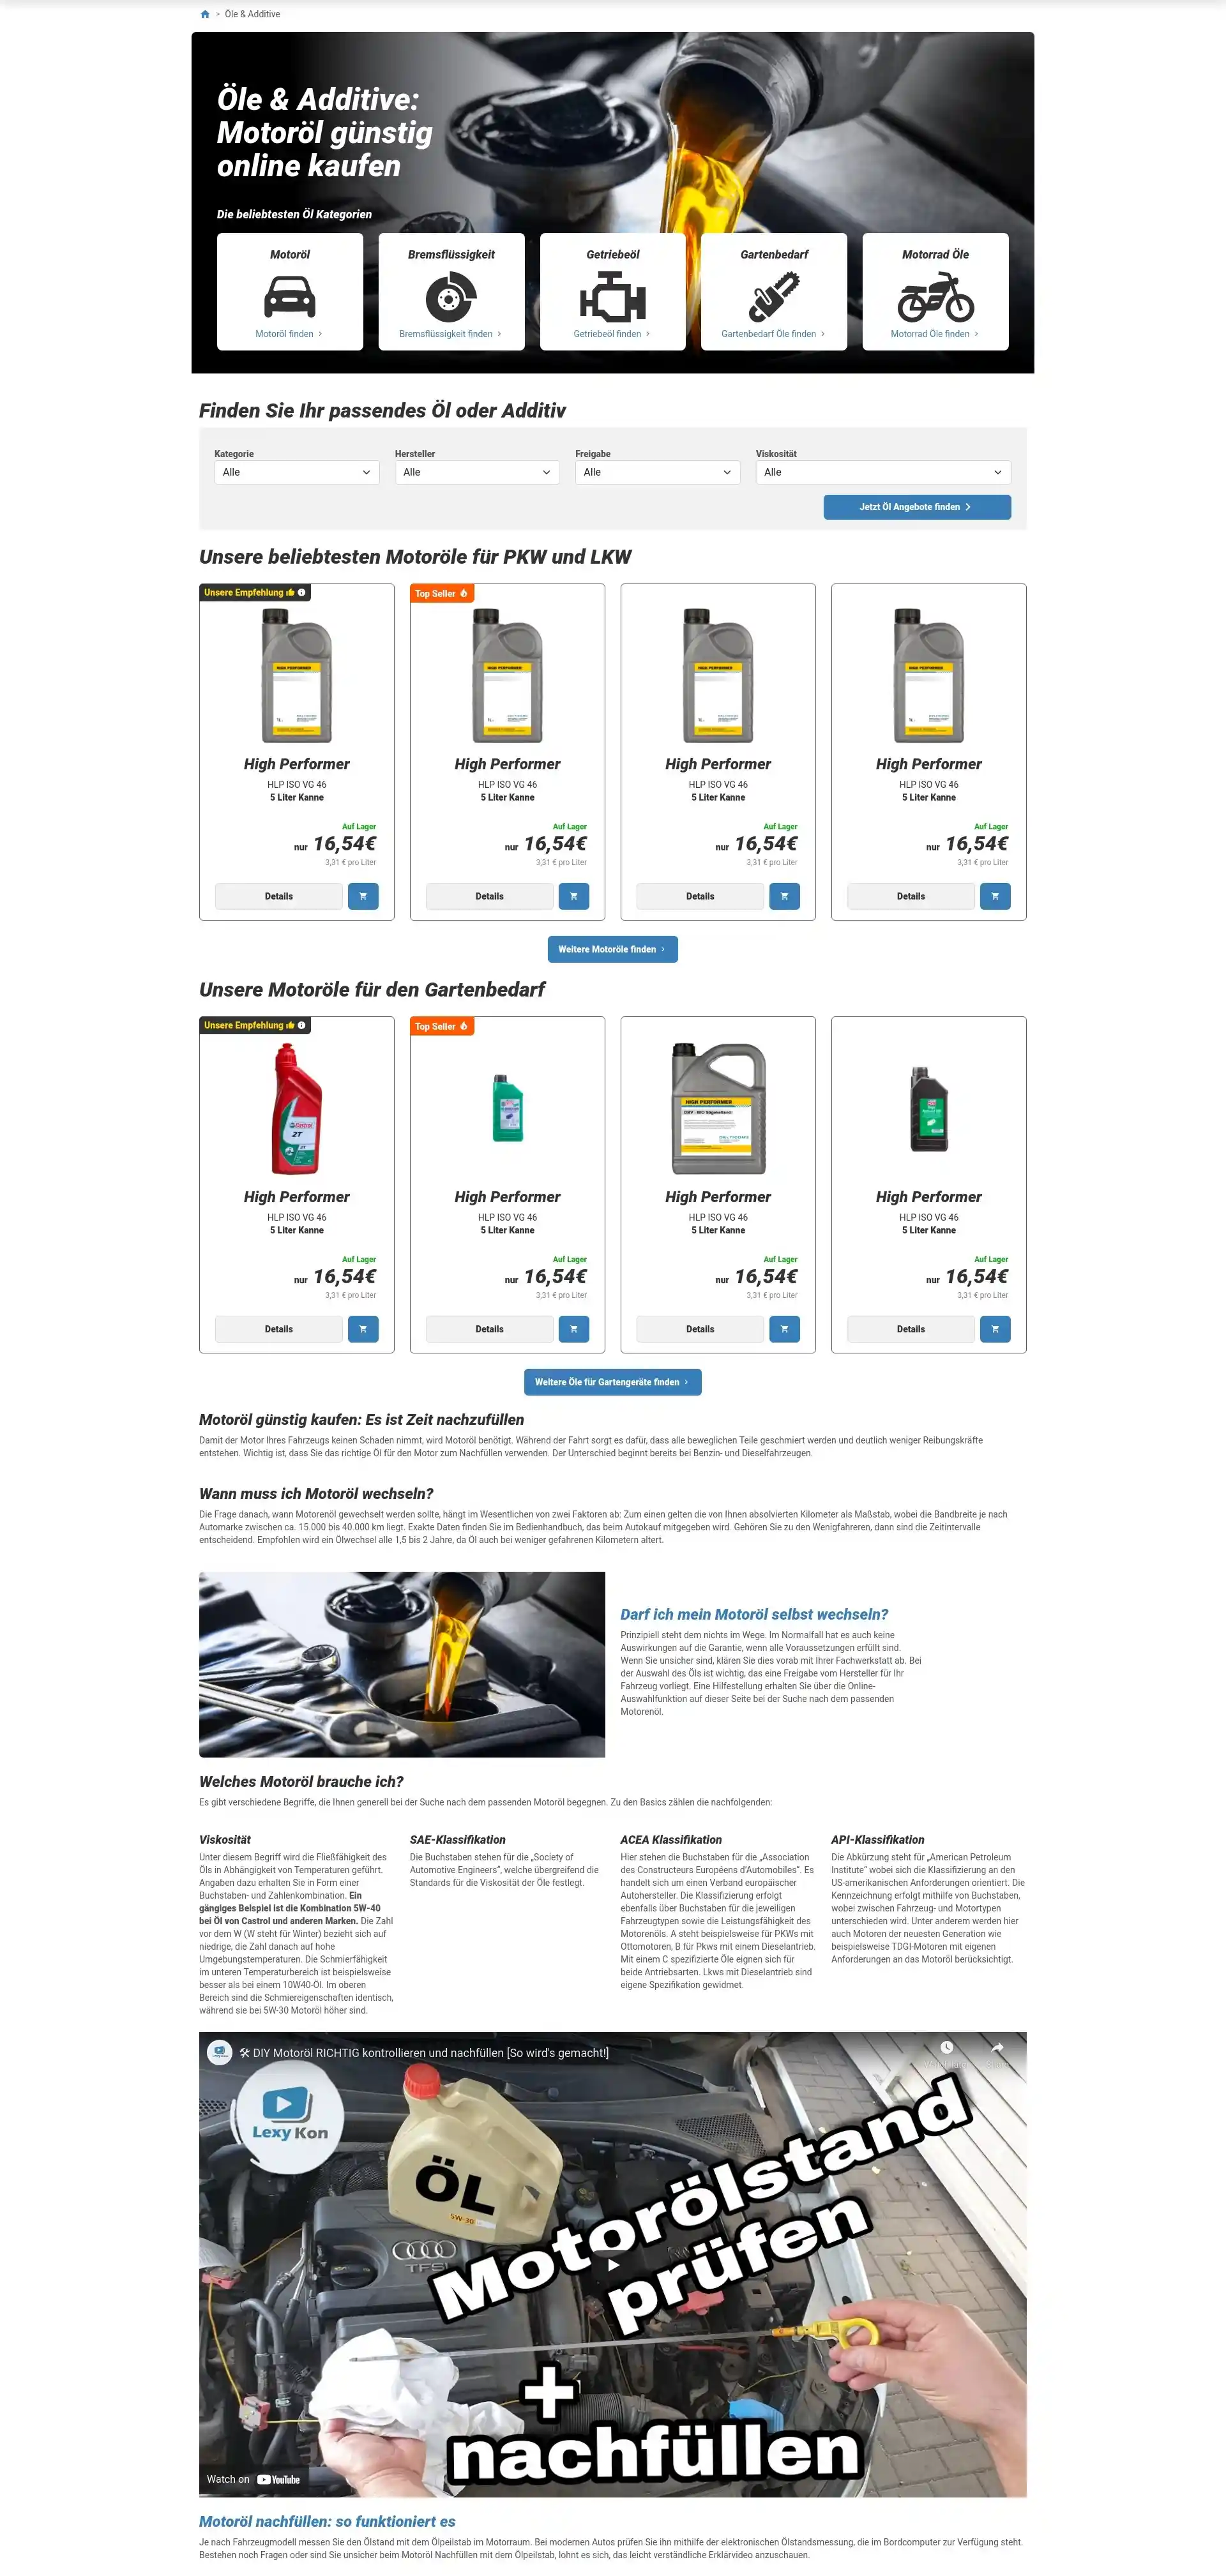 > Öle & Additive
Öle & Additive:
Motoröl günstig
online kaufen
Die beliebtesten Öl Kategorien
Motoröl
Motoröl finden >
Bremsflüssigkeit
Bremsflüssigkeit finden >
Getriebeöl
Getriebeöl finden >
Gartenbedarf
Gartenbedarf Öle finden >
Motorrad Öle
Motorrad Öle finden >
Finden Sie Ihr passendes Öl oder Additiv
Kategorie
Alle
Hersteller
Alle
Freigabe
Alle
Viskosität
Alle
Jetzt Öl Angebote finden >
Unsere beliebtesten Motoröle für PKW und LKW
Unsere Empfehlung
HIGH PERFORMER
High Performer
HLP ISO VG 46
5 Liter Kanne
Auf Lager
nur 16,54€
3,31 € pro Liter
Details
Top Seller
HIGH PERFORMER
High Performer
HLP ISO VG 46
5 Liter Kanne
Auf Lager
nur 16,54€
3,31 € pro Liter
Details
HIGH PERFORMER
High Performer
HLP ISO VG 46
5 Liter Kanne
Auf Lager
nur 16,54€
3,31 € pro Liter
Details
HIGH PERFORMER
High Performer
HLP ISO VG 46
5 Liter Kanne
Auf Lager
nur 16,54€
3,31 € pro Liter
Details
Weitere Motoröle finden >
Unsere Motoröle für den Gartenbedarf
Unsere Empfehlung
Castrol
2T
High Performer
HLP ISO VG 46
5 Liter Kanne
Auf Lager
nur 16,54€
3,31 € pro Liter
Details
Top Seller
High Performer
HLP ISO VG 46
5 Liter Kanne
Auf Lager
nur 16,54€
3,31 € pro Liter
Details
HIGH PERFORMER
High Performer
HLP ISO VG 46
5 Liter Kanne
Auf Lager
nur 16,54€
3,31 € pro Liter
Details
High Performer
HLP ISO VG 46
5 Liter Kanne
Auf Lager
nur 16,54€
3,31 € pro Liter
Details
Weitere Öle für Gartengeräte finden >
Motoröl günstig kaufen: Es ist Zeit nachzufüllen
Damit der Motor Ihres Fahrzeugs keinen Schaden nimmt, wird Motoröl benötigt. Während der Fahrt sorgt es dafür, dass alle beweglichen Teile geschmiert werden und deutlich weniger Reibungskräfte
entstehen. Wichtig ist, dass Sie das richtige Öl für den Motor zum Nachfüllen verwenden. Der Unterschied beginnt bereits bei Benzin- und Dieselfahrzeugen.
Wann muss ich Motoröl wechseln?
Die Frage danach, wann Motorenöl gewechselt werden sollte, hängt im Wesentlichen von zwei Faktoren ab: Zum einen gelten die von Ihnen absolvierten Kilometer als Maßstab, wobei die Bandbreite je nach
Automarke zwischen ca. 15.000 bis 40.000 km liegt. Exakte Daten finden Sie im Bedienhandbuch, das beim Autokauf mitgegeben wird. Gehören Sie zu den Wenigfahreren, dann sind die Zeitintervalle
entscheidend. Empfohlen wird ein Ölwechsel alle 1,5 bis 2 Jahre, da Öl auch bei weniger gefahrenen Kilometern altert.
Darf ich mein Motoröl selbst wechseln?
Prinzipiell steht dem nichts im Wege. Im Normalfall hat es auch keine
Auswirkungen auf die Garantie, wenn alle Voraussetzungen erfüllt sind.
Wenn Sie unsicher sind, klären Sie dies vorab mit Ihrer Fachwerkstatt ab. Bei
der Auswahl des Öls ist wichtig, das eine Freigabe vom Hersteller für Ihr
Fahrzeug vorliegt. Eine Hilfestellung erhalten Sie über die Online-
Auswahlfunktion auf dieser Seite bei der Suche nach dem passenden
Motorenöl.
Welches Motoröl brauche ich?
Es gibt verschiedene Begriffe, die Ihnen generell bei der Suche nach dem passenden Motoröl begegnen. Zu den Basics zählen die nachfolgenden:
Viskosität
Unter diesem Begriff wird die Fließfähigkeit des
Öls in Abhängigkeit von Temperaturen geführt.
Angaben dazu erhalten Sie in Form einer
Buchstaben- und Zahlenkombination. Ein
gängiges Beispiel ist die Kombination 5W-40
bei Öl von Castrol und anderen Marken. Die Zahl
vor dem W (W steht für Winter) bezieht sich auf
niedrige, die Zahl danach auf hohe
Umgebungstemperaturen. Die Schmierfähigkeit
im unteren Temperaturbereich ist beispielsweise
besser als bei einem 10W40-Öl. Im oberen
Bereich sind die Schmiereigenschaften identisch,
während sie bei 5W-30 Motoröl höher sind.
SAE-Klassifikation
Die Buchstaben stehen für die „Society of
Automotive Engineers“, welche übergreifend die
Standards für die Viskosität der Öle festlegt.
ACEA Klassifikation
Hier stehen die Buchstaben für die „Association
des Constructeurs Européens d'Automobiles“. Es
handelt sich um einen Verband europäischer
Autohersteller. Die Klassifizierung erfolgt
ebenfalls über Buchstaben für die jeweiligen
Fahrzeugtypen sowie die Leistungsfähigkeit des
Motorenöls. A steht beispielsweise für PKWs mit
Ottomotoren, B für Pkws mit einem Dieselantrieb.
Mit einem C spezifizierte Öle eignen sich für
beide Antriebsarten. Lkws mit Dieselantrieb sind
eigene Spezifikation gewidmet.
API-Klassifikation
Die Abkürzung steht für „American Petroleum
Institute“ wobei sich die Klassifizierung an den
US-amerikanischen Anforderungen orientiert. Die
Kennzeichnung erfolgt mithilfe von Buchstaben,
wobei zwischen Fahrzeug- und Motortypen
unterschieden wird. Unter anderem werden hier
auch Motoren der neuesten Generation wie
beispielsweise TDGI-Motoren mit eigenen
Anforderungen an das Motoröl berücksichtigt.
🛠 DIY Motoröl RICHTIG kontrollieren und nachfüllen [So wird's gemacht!]
Lexy Kon
ÖL
5W-30
TFSI
Motorölstand
prüfen
+
nachfüllen
Watch on YouTube
Motoröl nachfüllen: so funktioniert es
Je nach Fahrzeugmodell messen Sie den Ölstand mit dem Ölpeilstab im Motorraum. Bei modernen Autos prüfen Sie ihn mithilfe der elektronischen Ölstandsmessung, die im Bordcomputer zur Verfügung steht.
Bestehen noch Fragen oder sind Sie unsicher beim Motoröl Nachfüllen mit dem Ölpeilstab, lohnt es sich, das leicht verständliche Erklärvideo anzuschauen.